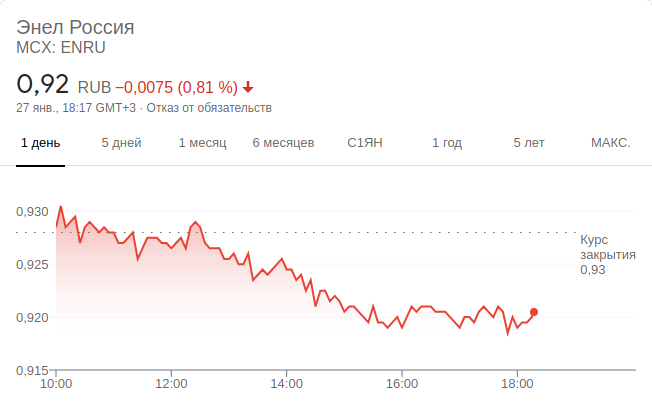 Энел Россия
MCX: ENRU
0,92 RUB −0,0075 (0,81 %)
27 янв., 18:17 GMT+3 · Отказ от обязательств
1 день 5 дней 1 месяц 6 месяцев С1ЯН 1 год 5 лет МАКС.
0,930
Курс
закрытия
0,93
0,925
0,920
0,915
10:00 12:00 14:00 16:00 18:00